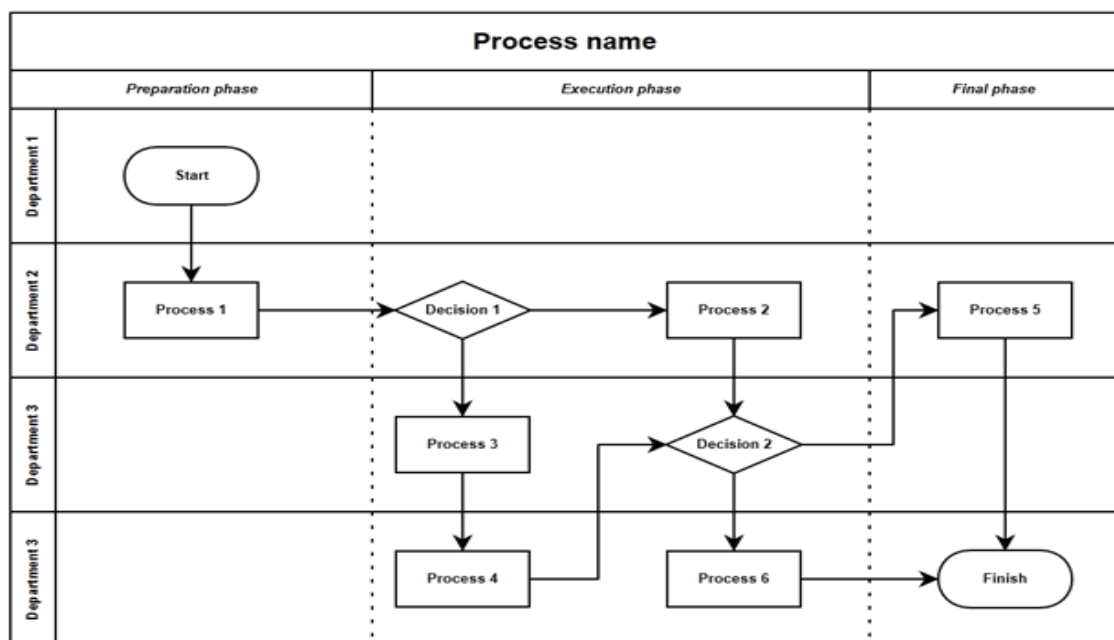 Process name
Preparation phase
Execution phase
Final phase
Department 1
Start
Department 2
Process 1
Decision 1
Process 2
Process 5
Department 3
Process 3
Decision 2
Department 3
Process 4
Process 6
Finish